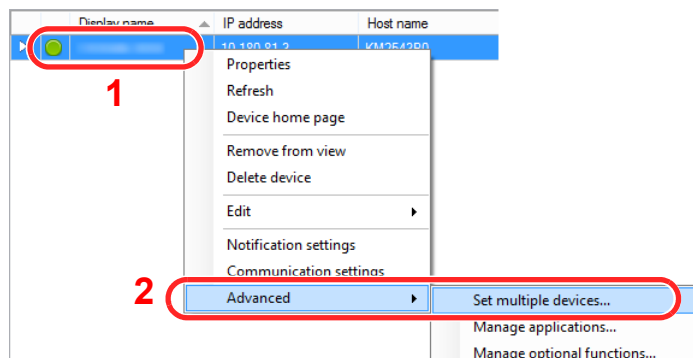 Display name IP address Host name
10.180.81.2 KM2542B0
1
Properties
Refresh
Device home page
Remove from view
Delete device
Edit
Notification settings
Communication settings
2
Advanced Set multiple devices...
Manage applications...
Manage optional functions...